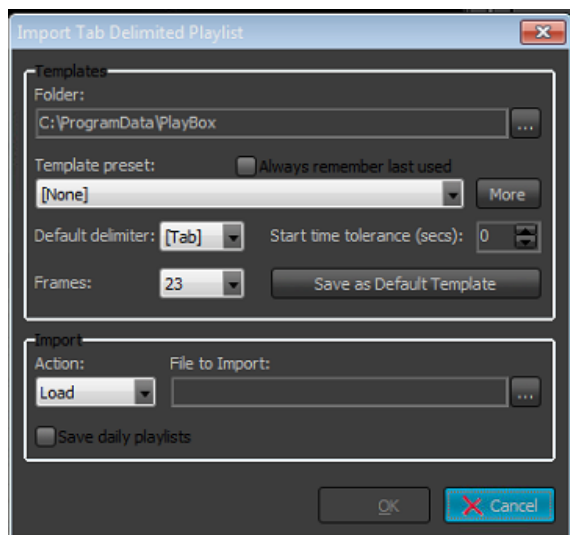 Import Tab Delimited Playlist
Templates
Folder:
C:\ProgramData\PlayBox
...
Template preset:
Always remember last used
[None]
More
Default delimiter:
[Tab]
Start time tolerance (secs):
0
Frames:
23
Save as Default Template
Import
Action:
File to Import:
Load
...
Save daily playlists
OK
Cancel